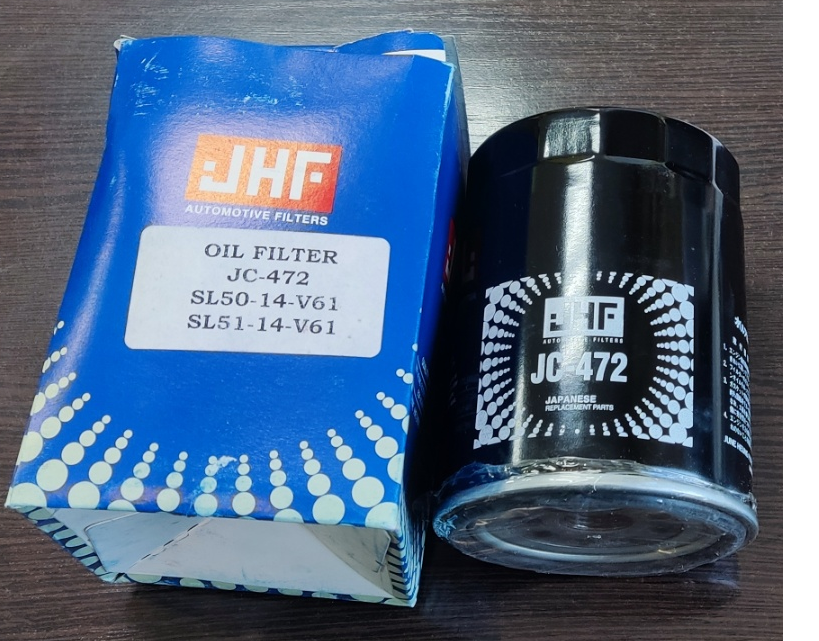 JHF
AUTOMOTIVE FILTERS
OIL FILTER
JC-472
SL50-14-V61
SL51-14-V61
JHF
AUTOMOTIVE FILTERS
JC-472
JAPANESE
REPLACEMENT PARTS